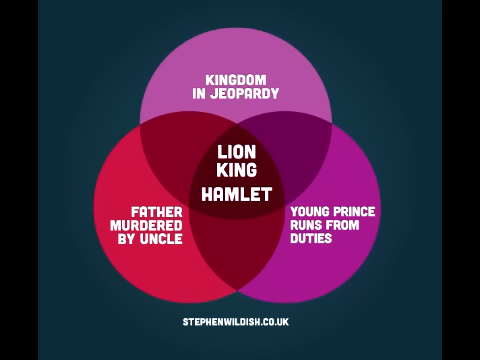 KINGDOM
IN JEOPARDY
LION
KING
HAMLET
FATHER
MURDERED
BY UNCLE
YOUNG PRINCE
RUNS FROM
DUTIES
STEPHENWILDISH.CO.UK